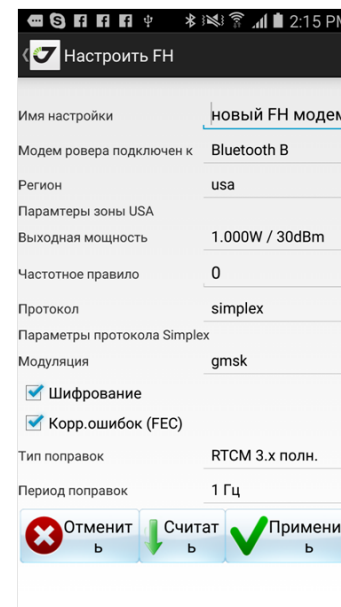 2:15 PM
Настроить FH
Имя настройки новый FH модем
Модем ровера подключен к Bluetooth B
Регион usa
Парамтеры зоны USA
Выходная мощность 1.000W / 30dBm
Частотное правило 0
Протокол simplex
Параметры протокола Simplex
Модуляция gmsk
Шифрование
Корр.ошибок (FEC)
Тип поправок RTCM 3.x полн.
Период поправок 1 Гц
Отменит Считат Примени
ь ь ь